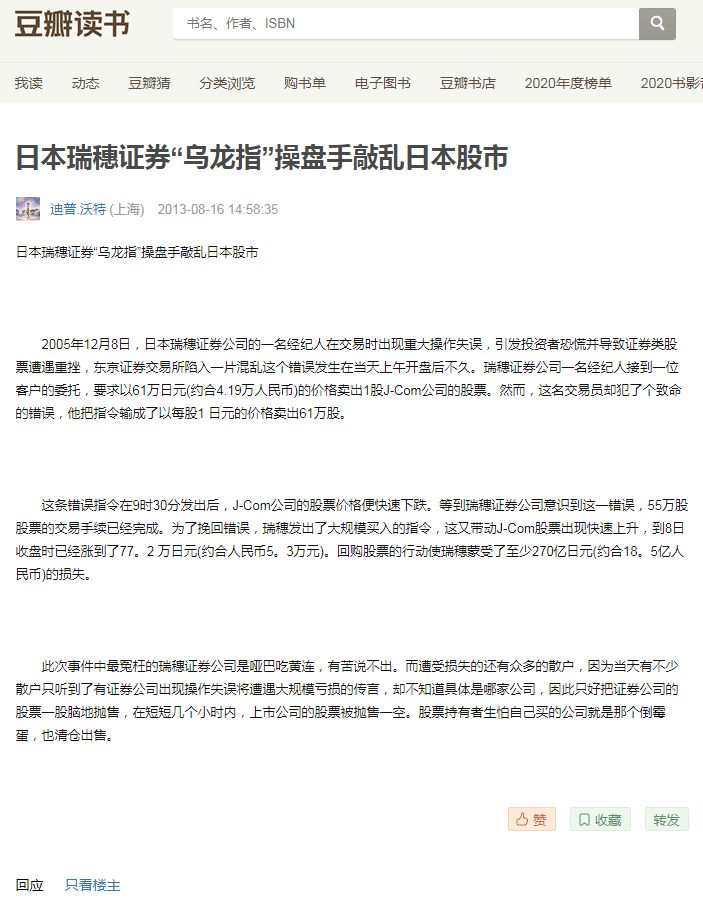 豆瓣读书
书名、作者、ISBN
我读 动态 豆瓣猜 分类浏览 购书单 电子图书 豆瓣书店 2020年度榜单 2020书影音
日本瑞穗证券“乌龙指”操盘手敲乱日本股市
迪普.沃特 (上海) 2013-08-16 14:58:35
日本瑞穗证券“乌龙指”操盘手敲乱日本股市
2005年12月8日，日本瑞穗证券公司的一名经纪人在交易时出现重大操作失误，引发投资者恐慌并导致证券类股
票遭遇重挫，东京证券交易所陷入一片混乱这个错误发生在当天上午开盘后不久。瑞穗证券公司一名经纪人接到一位
客户的委托，要求以61万日元(约合4.19万人民币)的价格卖出1股J-Com公司的股票。然而，这名交易员却犯了个致命
的错误，他把指令输成了以每股1 日元的价格卖出61万股。
这条错误指令在9时30分发出后，J-Com公司的股票价格便快速下跌。等到瑞穗证券公司意识到这一错误，55万股
股票的交易手续已经完成。为了挽回错误，瑞穗发出了大规模买入的指令，这又带动J-Com股票出现快速上升，到8日
收盘时已经涨到了77。2 万日元(约合人民币5。3万元)。回购股票的行动使瑞穗蒙受了至少270亿日元(约合18。5亿人
民币)的损失。
此次事件中最冤枉的瑞穗证券公司是哑巴吃黄连，有苦说不出。而遭受损失的还有众多的散户，因为当天有不少
散户只听到了有证券公司出现操作失误将遭遇大规模亏损的传言，却不知道具体是哪家公司，因此只好把证券公司的
股票一股脑地抛售，在短短几个小时内，上市公司的股票被抛售一空。股票持有者生怕自己买的公司就是那个倒霉
蛋，也清仓出售。
赞 收藏 转发
回应 只看楼主